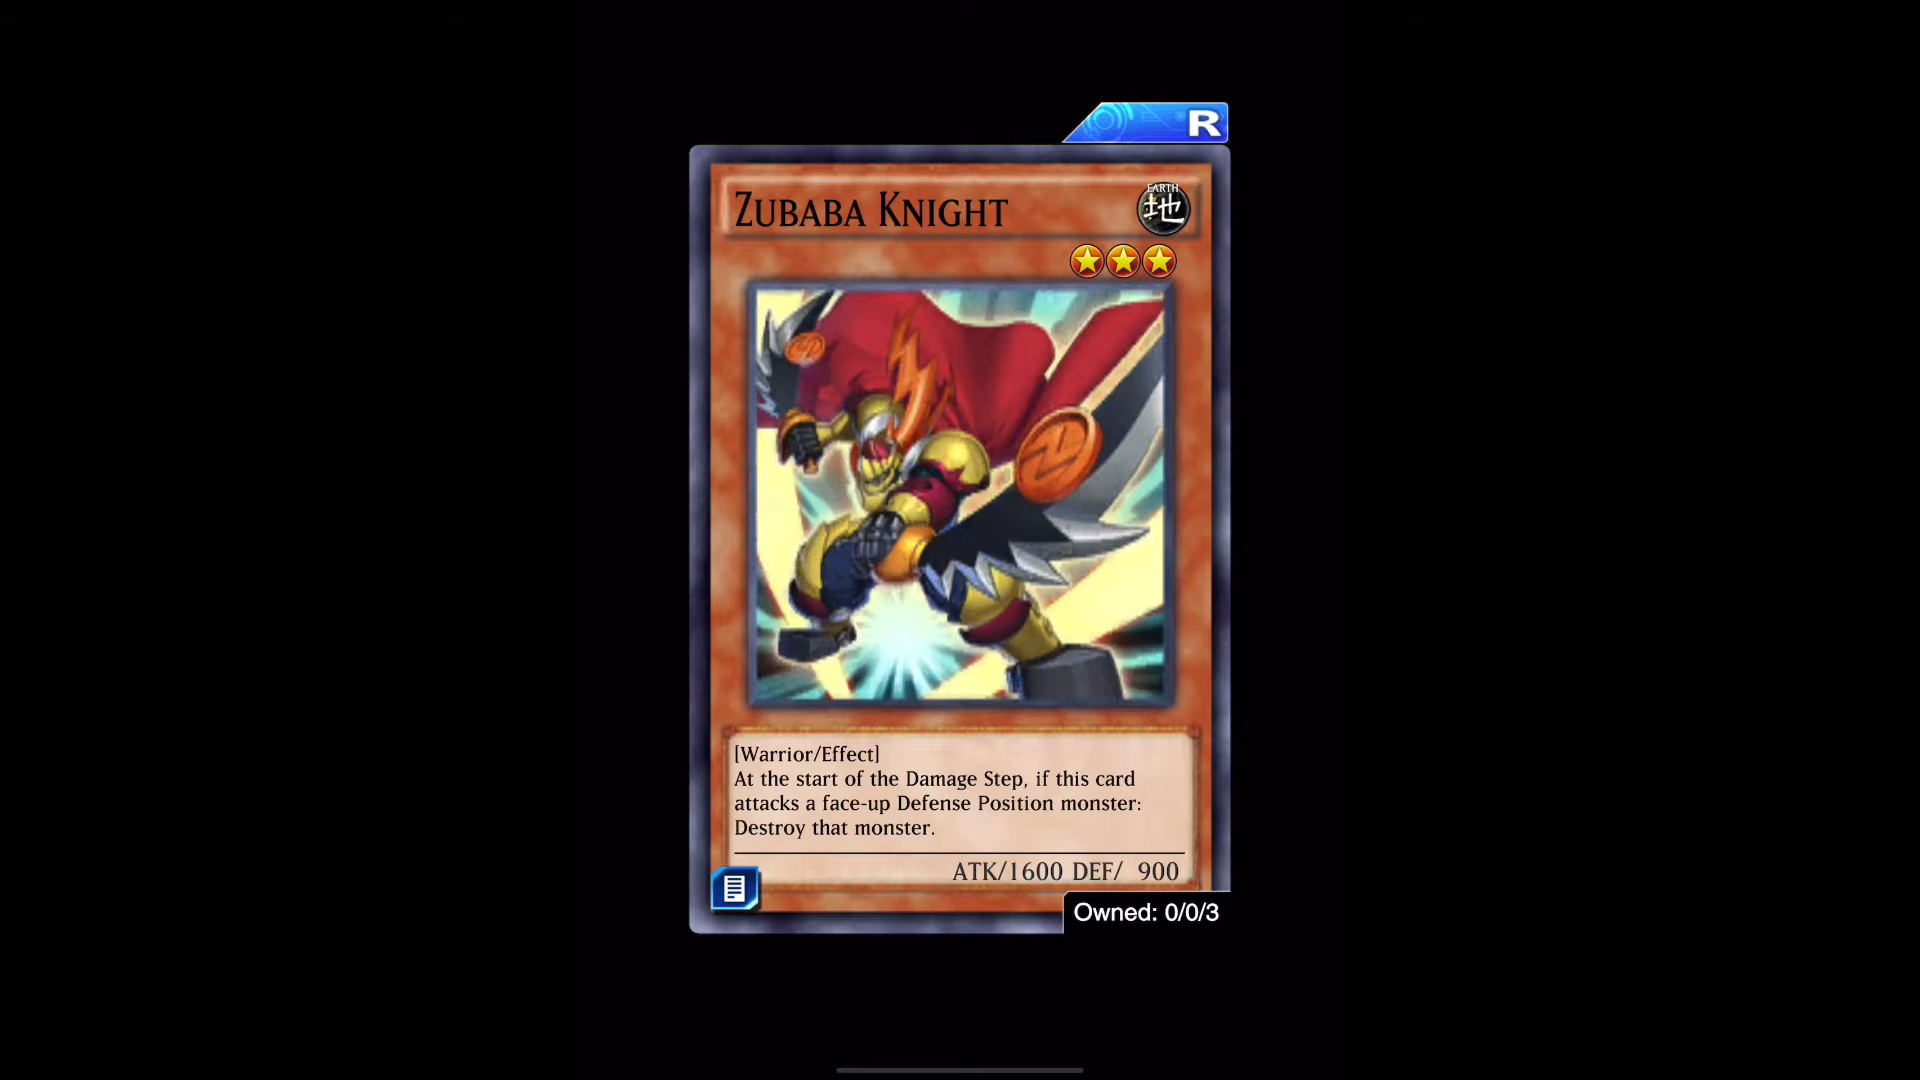 R
Zubaba Knight
EARTH
地
[Warrior/Effect]
At the start of the Damage Step, if this card
attacks a face-up Defense Position monster:
Destroy that monster.
ATK/1600 DEF/ 900
Owned: 0/0/3